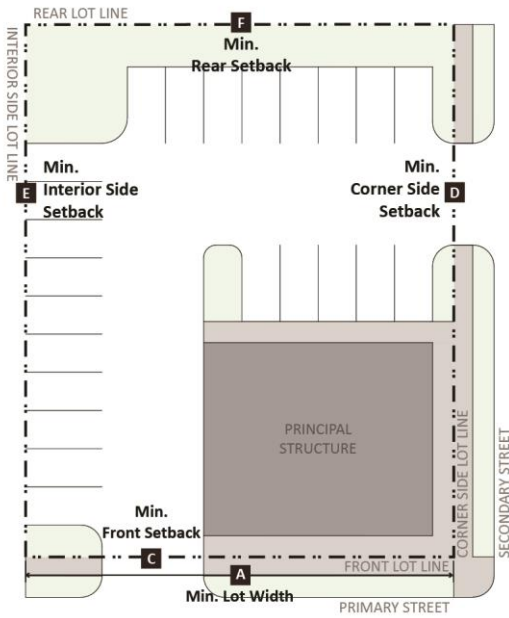 REAR LOT LINE
F
Min.
Rear Setback
INTERIOR SIDE LOT LINE
Min.
E
Interior Side
Setback
Min.
Corner Side
D
Setback
PRINCIPAL
STRUCTURE
CORNER SIDE LOT LINE
SECONDARY STREET
Min.
Front Setback
C
FRONT LOT LINE
A
Min. Lot Width
PRIMARY STREET